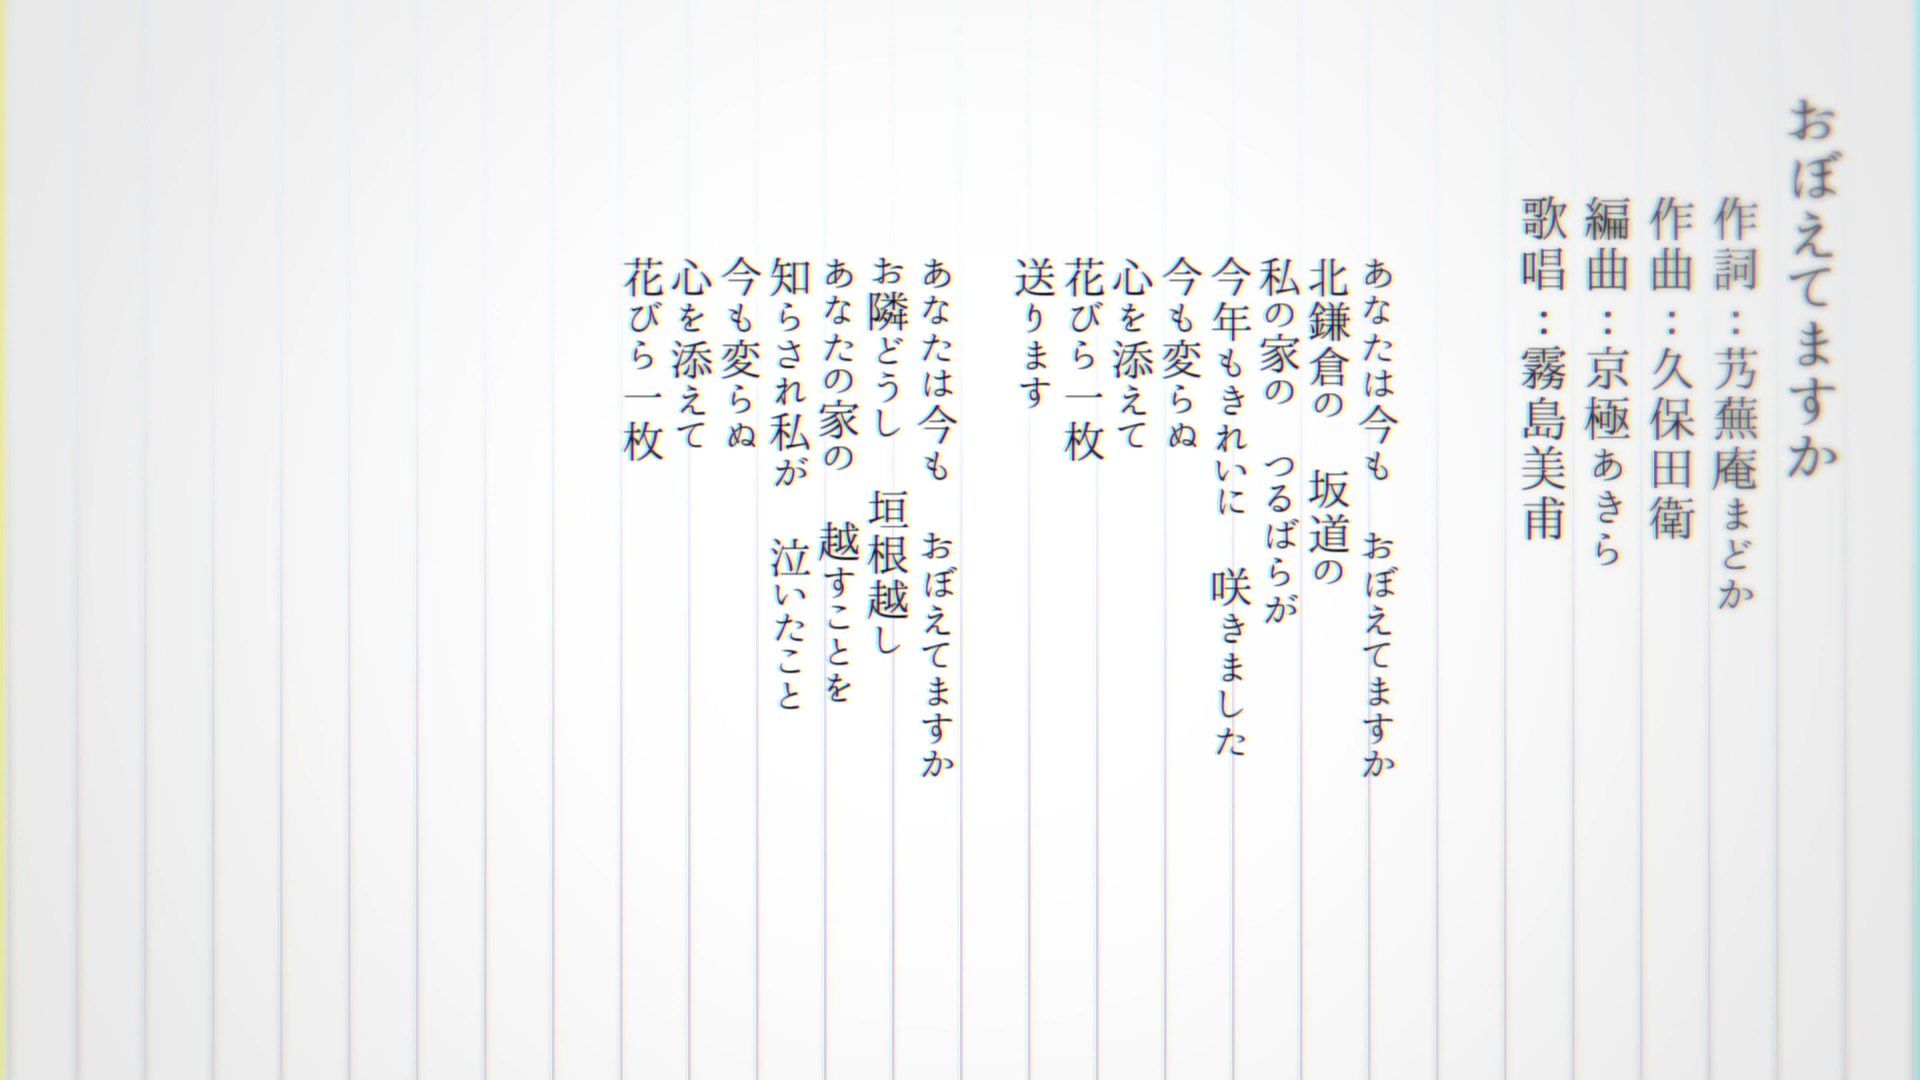 おぼえてますか
作詞：乃蕪庵まどか
作曲：久保田衛
編曲：京極あきら
歌唱：霧島美甫
あなたは今も　おぼえてますか
北鎌倉の　坂道の
私の家の　つるばらが
今年もきれいに　咲きました
今も変らぬ
心を添えて
花びら一枚
送ります
あなたは今も　おぼえてますか
お隣どうし　垣根越し
あなたの家の　越すことを
知らされ私が　泣いたこと
今も変らぬ
心を添えて
花びら一枚